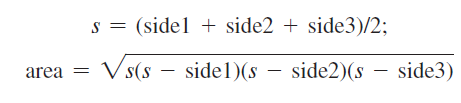 s = (side1 + side2 + side3)/2;
area = √s(s − side1)(s − side2)(s − side3)